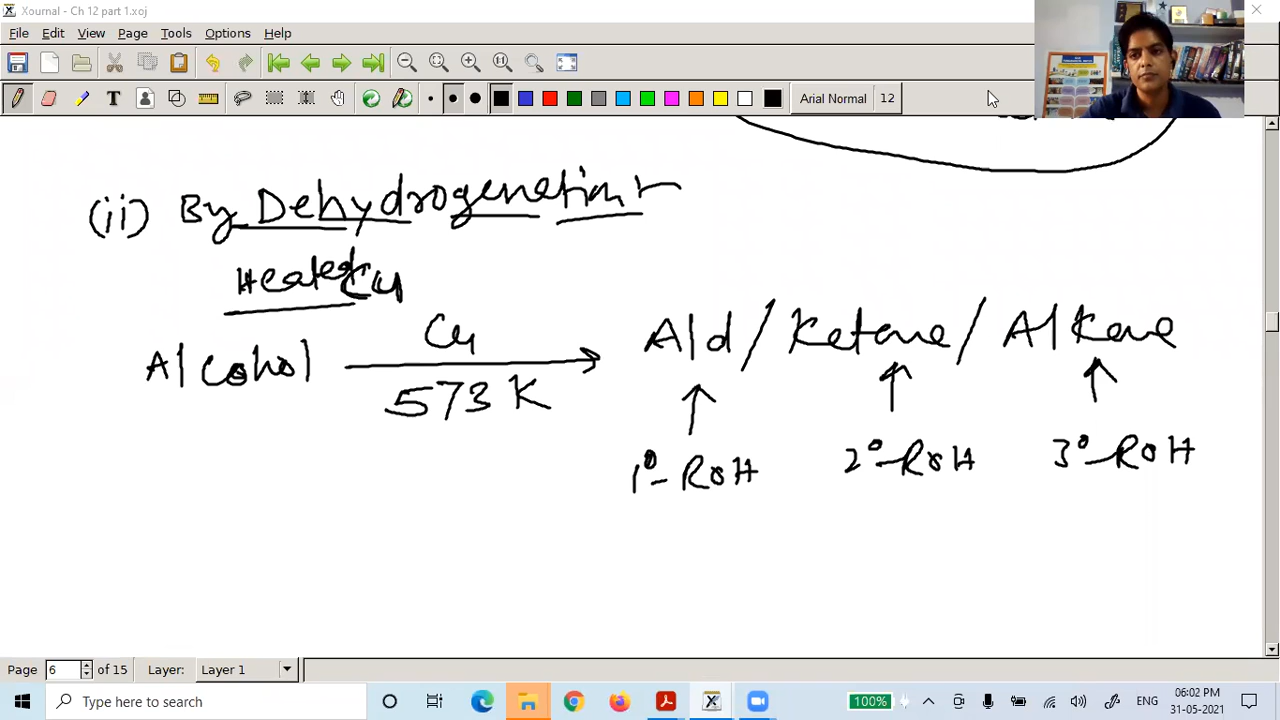 Xournal - Ch 12 part 1.xoj
File Edit View Page Tools Options Help
Arial Normal 12
(ii) By Dehydrogenation
Heated Cu
Alcohol Cu 573 K Ald / Ketone / Alkene
1°-ROH 2°-ROH 3°-ROH
Page 6 of 15 Layer: Layer 1
Type here to search
100% ENG 06:02 PM
31-05-2021